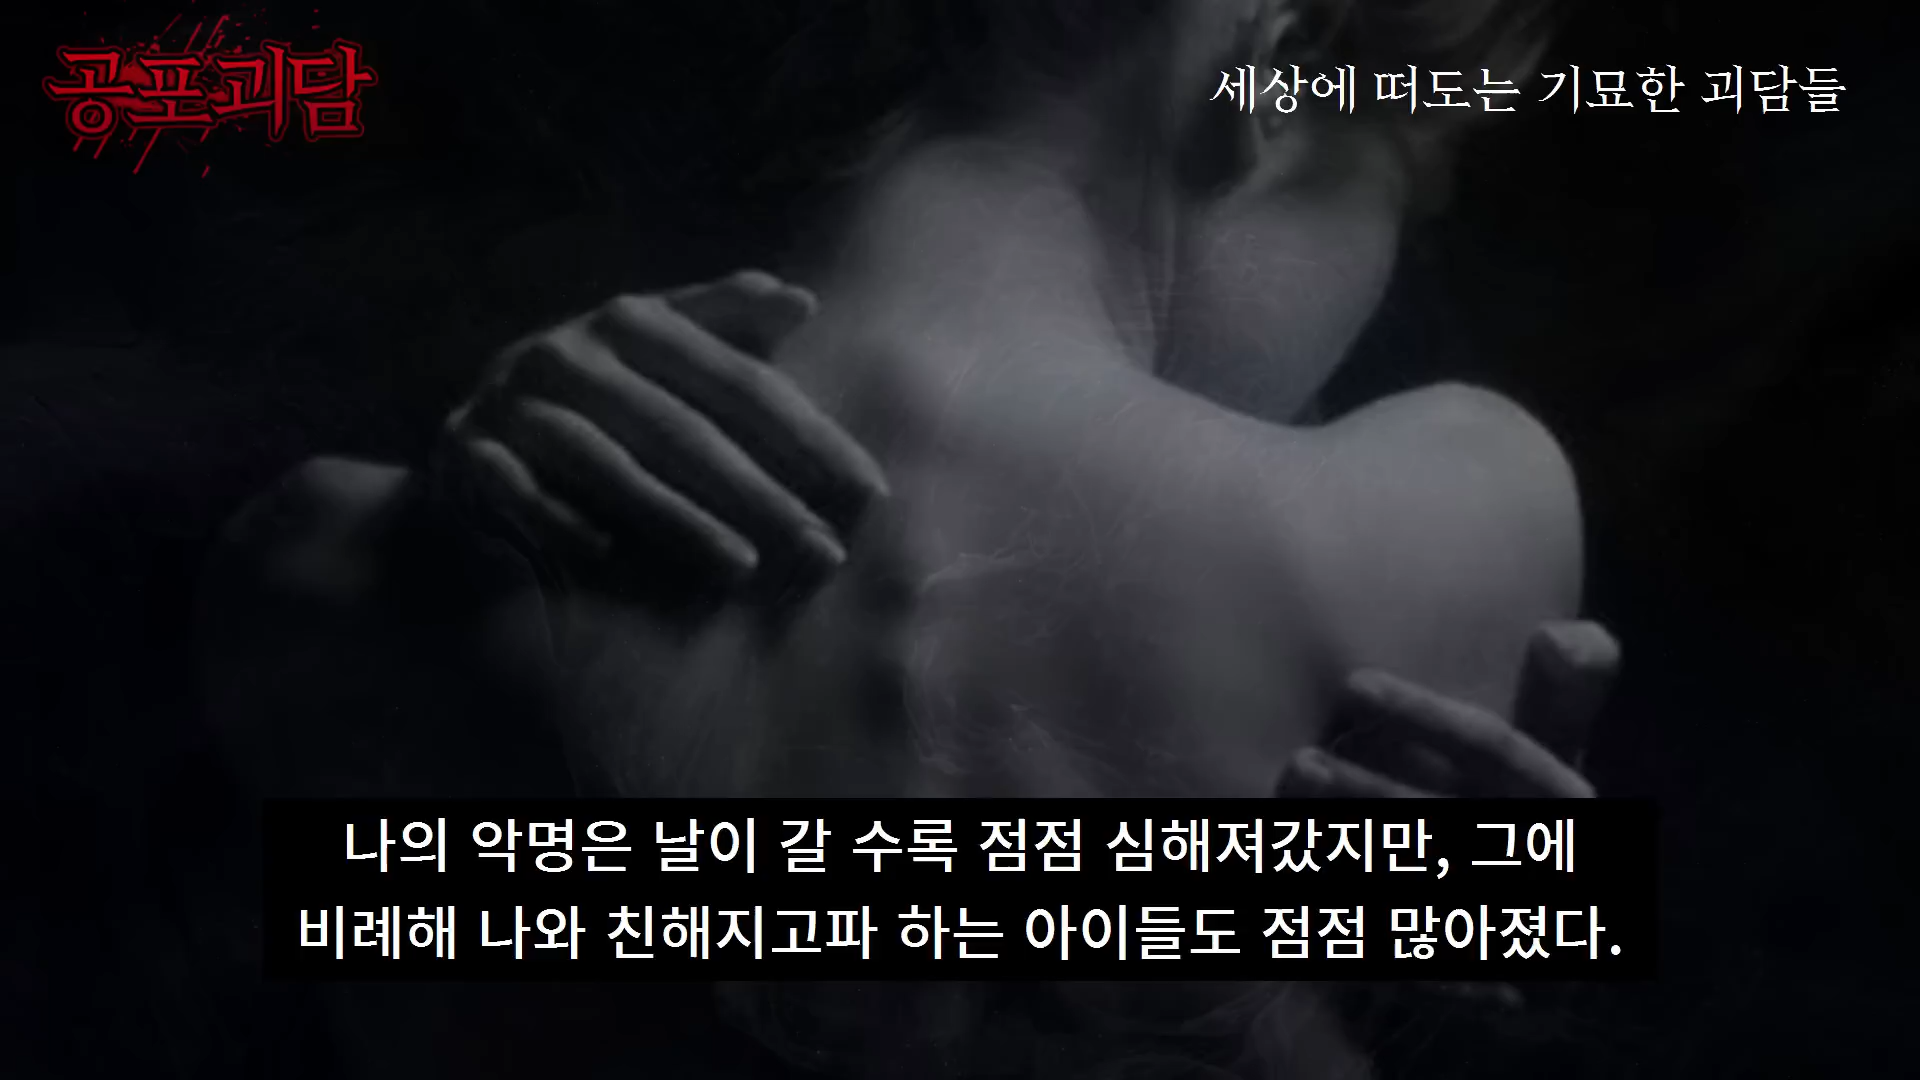 공포괴담
세상에 떠도는 기묘한 괴담들
나의 악명은 날이 갈 수록 점점 심해져갔지만, 그에
비례해 나와 친해지고파 하는 아이들도 점점 많아졌다.